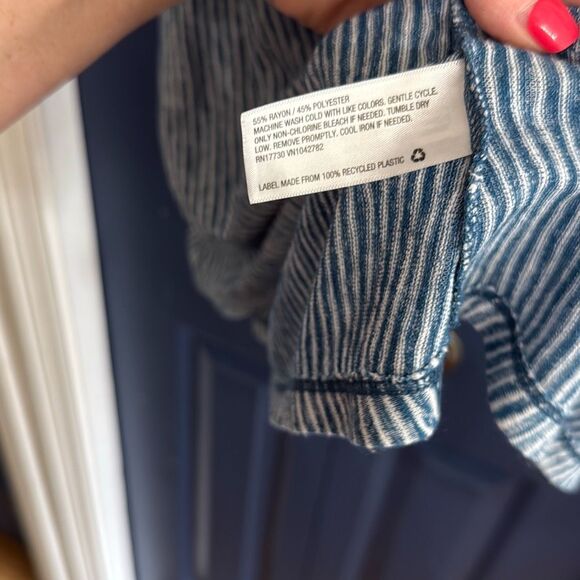 55% RAYON / 45% POLYESTER
MACHINE WASH COLD WITH LIKE COLORS. GENTLE CYCLE.
ONLY NON-CHLORINE BLEACH IF NEEDED. TUMBLE DRY
LOW. REMOVE PROMPTLY. COOL IRON IF NEEDED.
RN17730 VN1042782
LABEL MADE FROM 100% RECYCLED PLASTIC